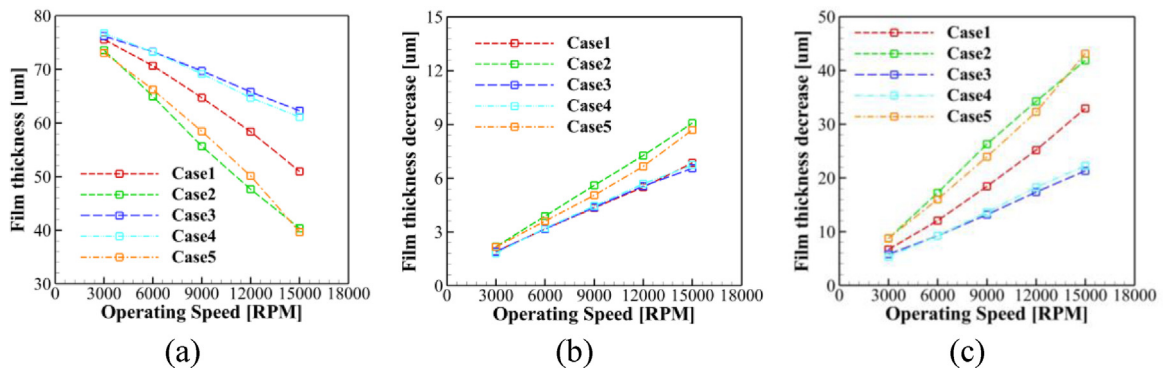 80
70
60
50
40
30
Film thickness [um]
0 3000 6000 9000 12000 15000 18000
Operating Speed [RPM]
Case1
Case2
Case3
Case4
Case5
(a)
15
12
9
6
3
0
Film thickness decrease [um]
0 3000 6000 9000 12000 15000 18000
Operating Speed [RPM]
Case1
Case2
Case3
Case4
Case5
(b)
50
40
30
20
10
0
Film thickness decrease [um]
0 3000 6000 9000 12000 15000 18000
Operating Speed [RPM]
Case1
Case2
Case3
Case4
Case5
(c)